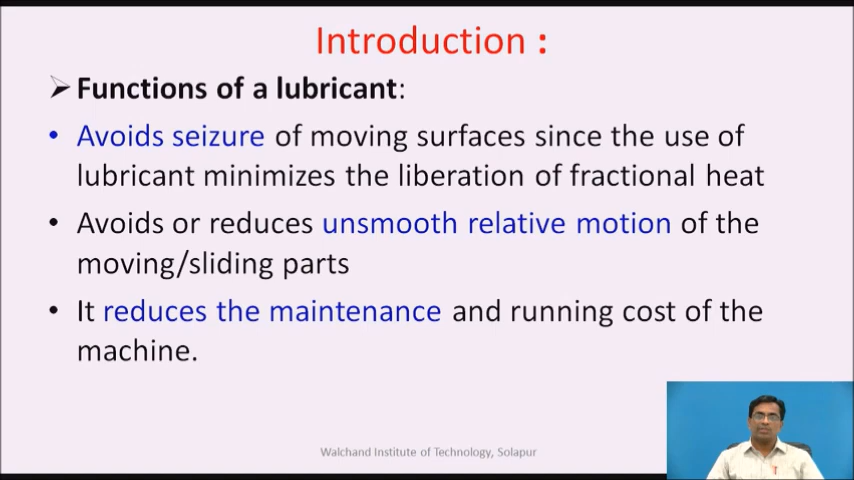 Introduction :
➤Functions of a lubricant:
• Avoids seizure of moving surfaces since the use of
lubricant minimizes the liberation of fractional heat
• Avoids or reduces unsmooth relative motion of the
moving/sliding parts
• It reduces the maintenance and running cost of the
machine.
Walchand Institute of Technology, Solapur